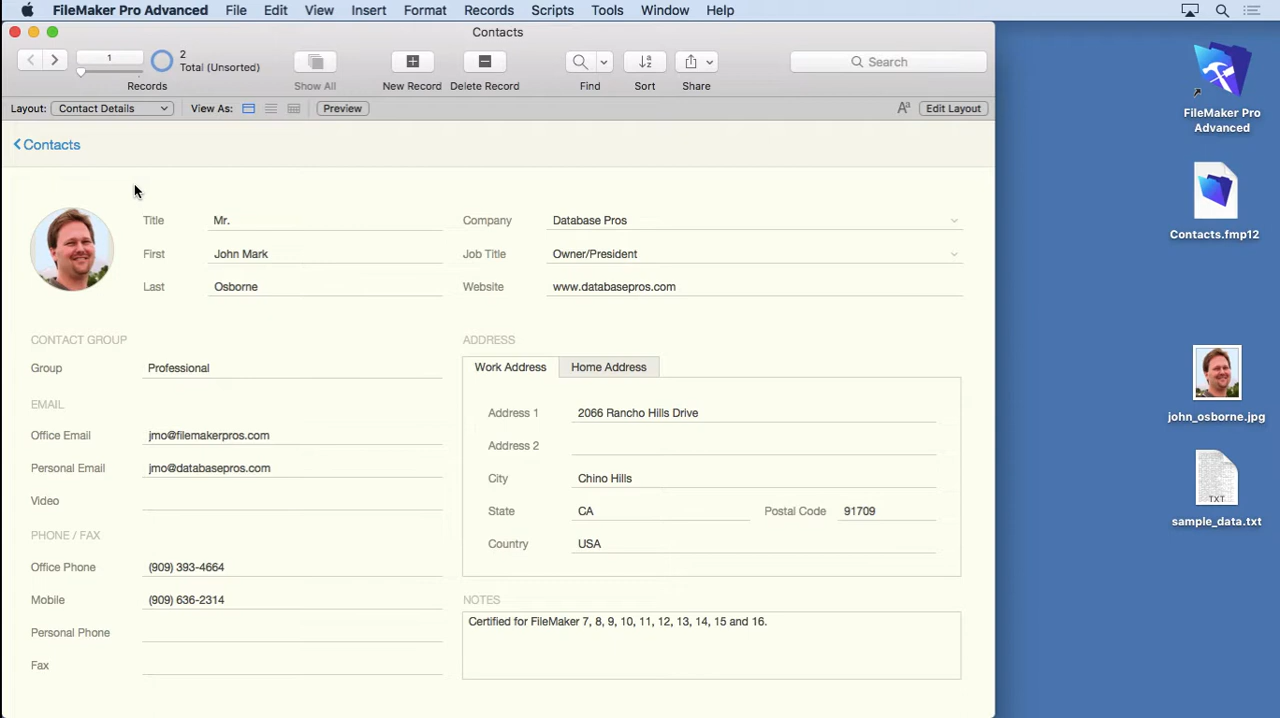 FileMaker Pro Advanced File Edit View Insert Format Records Scripts Tools Window Help
Contacts
1
2
Total (Unsorted)
Records
Show All
New Record
Delete Record
Find
Sort
Share
Search
Layout: Contact Details View As: Preview Aa Edit Layout
Contacts
Title Mr.
First John Mark
Last Osborne
Company Database Pros
Job Title Owner/President
Website www.databasepros.com
CONTACT GROUP
Group Professional
EMAIL
Office Email jmo@filemakerpros.com
Personal Email jmo@databasepros.com
Video
PHONE / FAX
Office Phone (909) 393-4664
Mobile (909) 636-2314
Personal Phone
Fax
ADDRESS
Work Address Home Address
Address 1 2066 Rancho Hills Drive
Address 2
City Chino Hills
State CA Postal Code 91709
Country USA
NOTES
Certified for FileMaker 7, 8, 9, 10, 11, 12, 13, 14, 15 and 16.
FileMaker Pro
Advanced
Contacts.fmp12
john_osborne.jpg
TXT
sample_data.txt